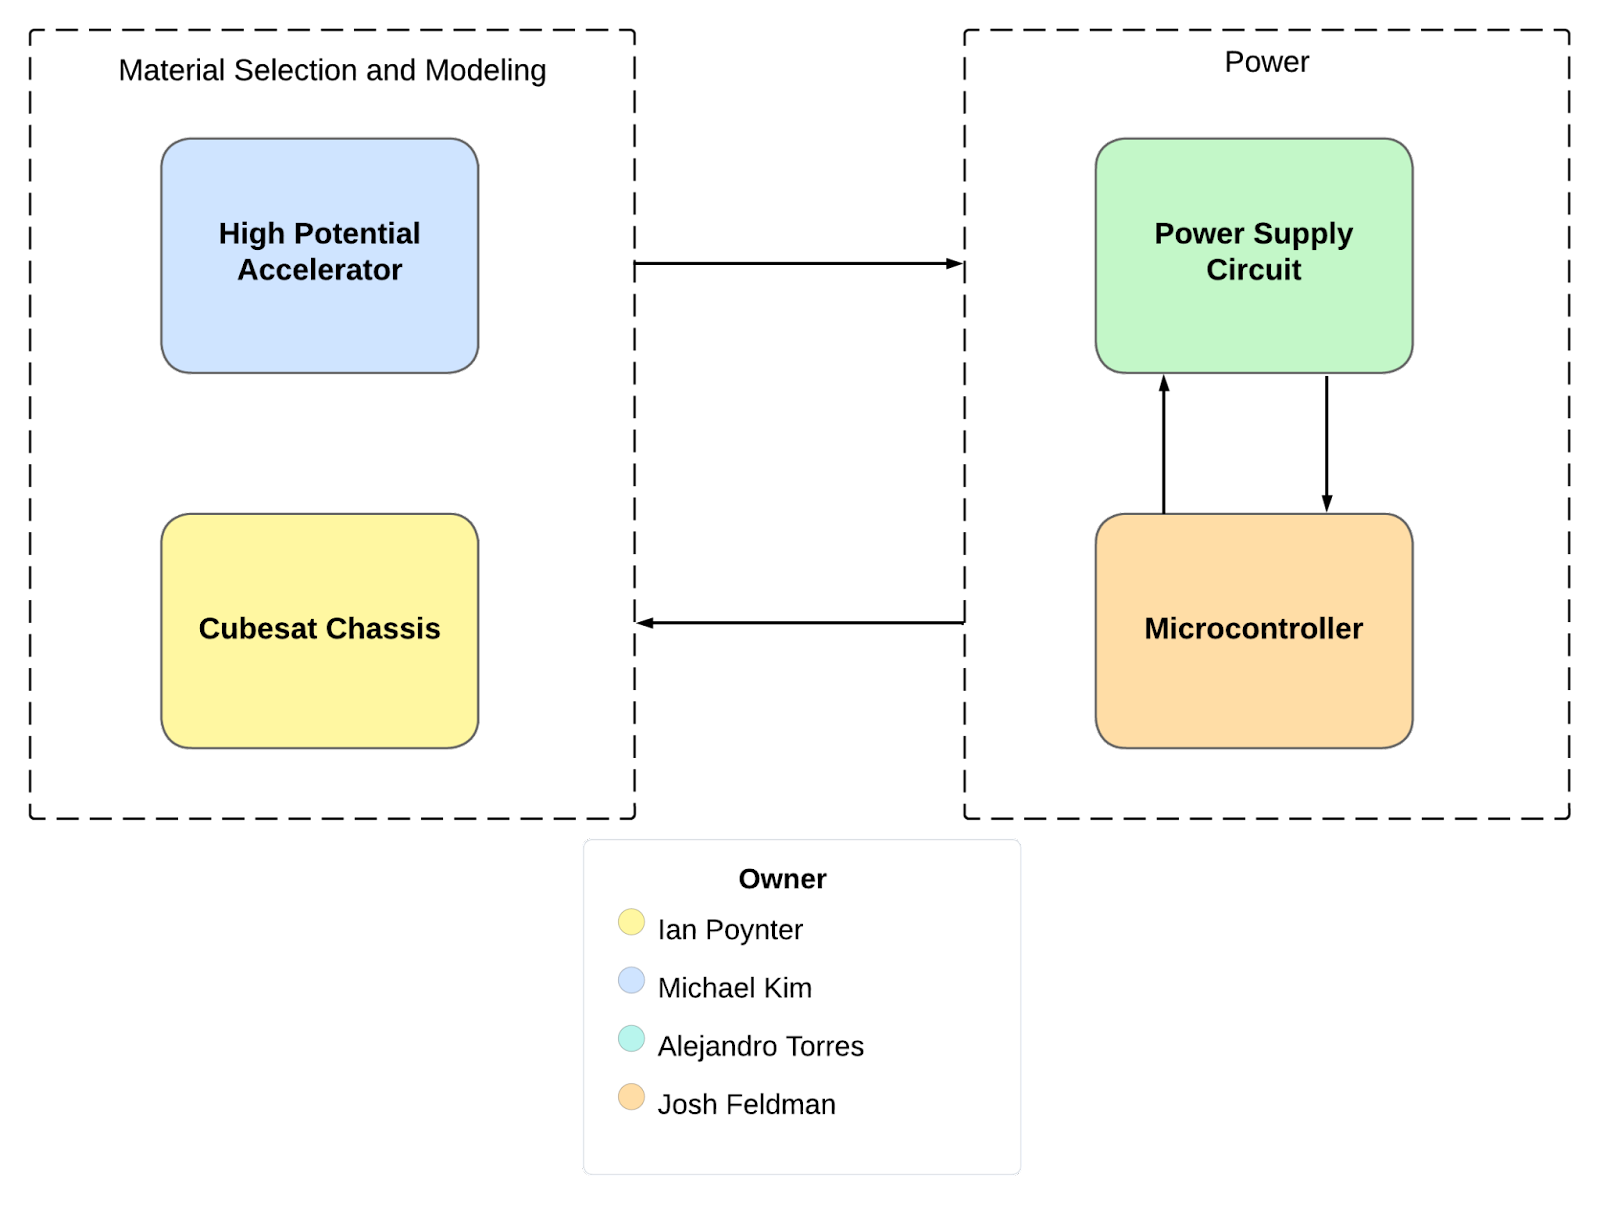 Material Selection and Modeling
High Potential
Accelerator
Cubesat Chassis
Power
Power Supply
Circuit
Microcontroller
Owner
Ian Poynter
Michael Kim
Alejandro Torres
Josh Feldman